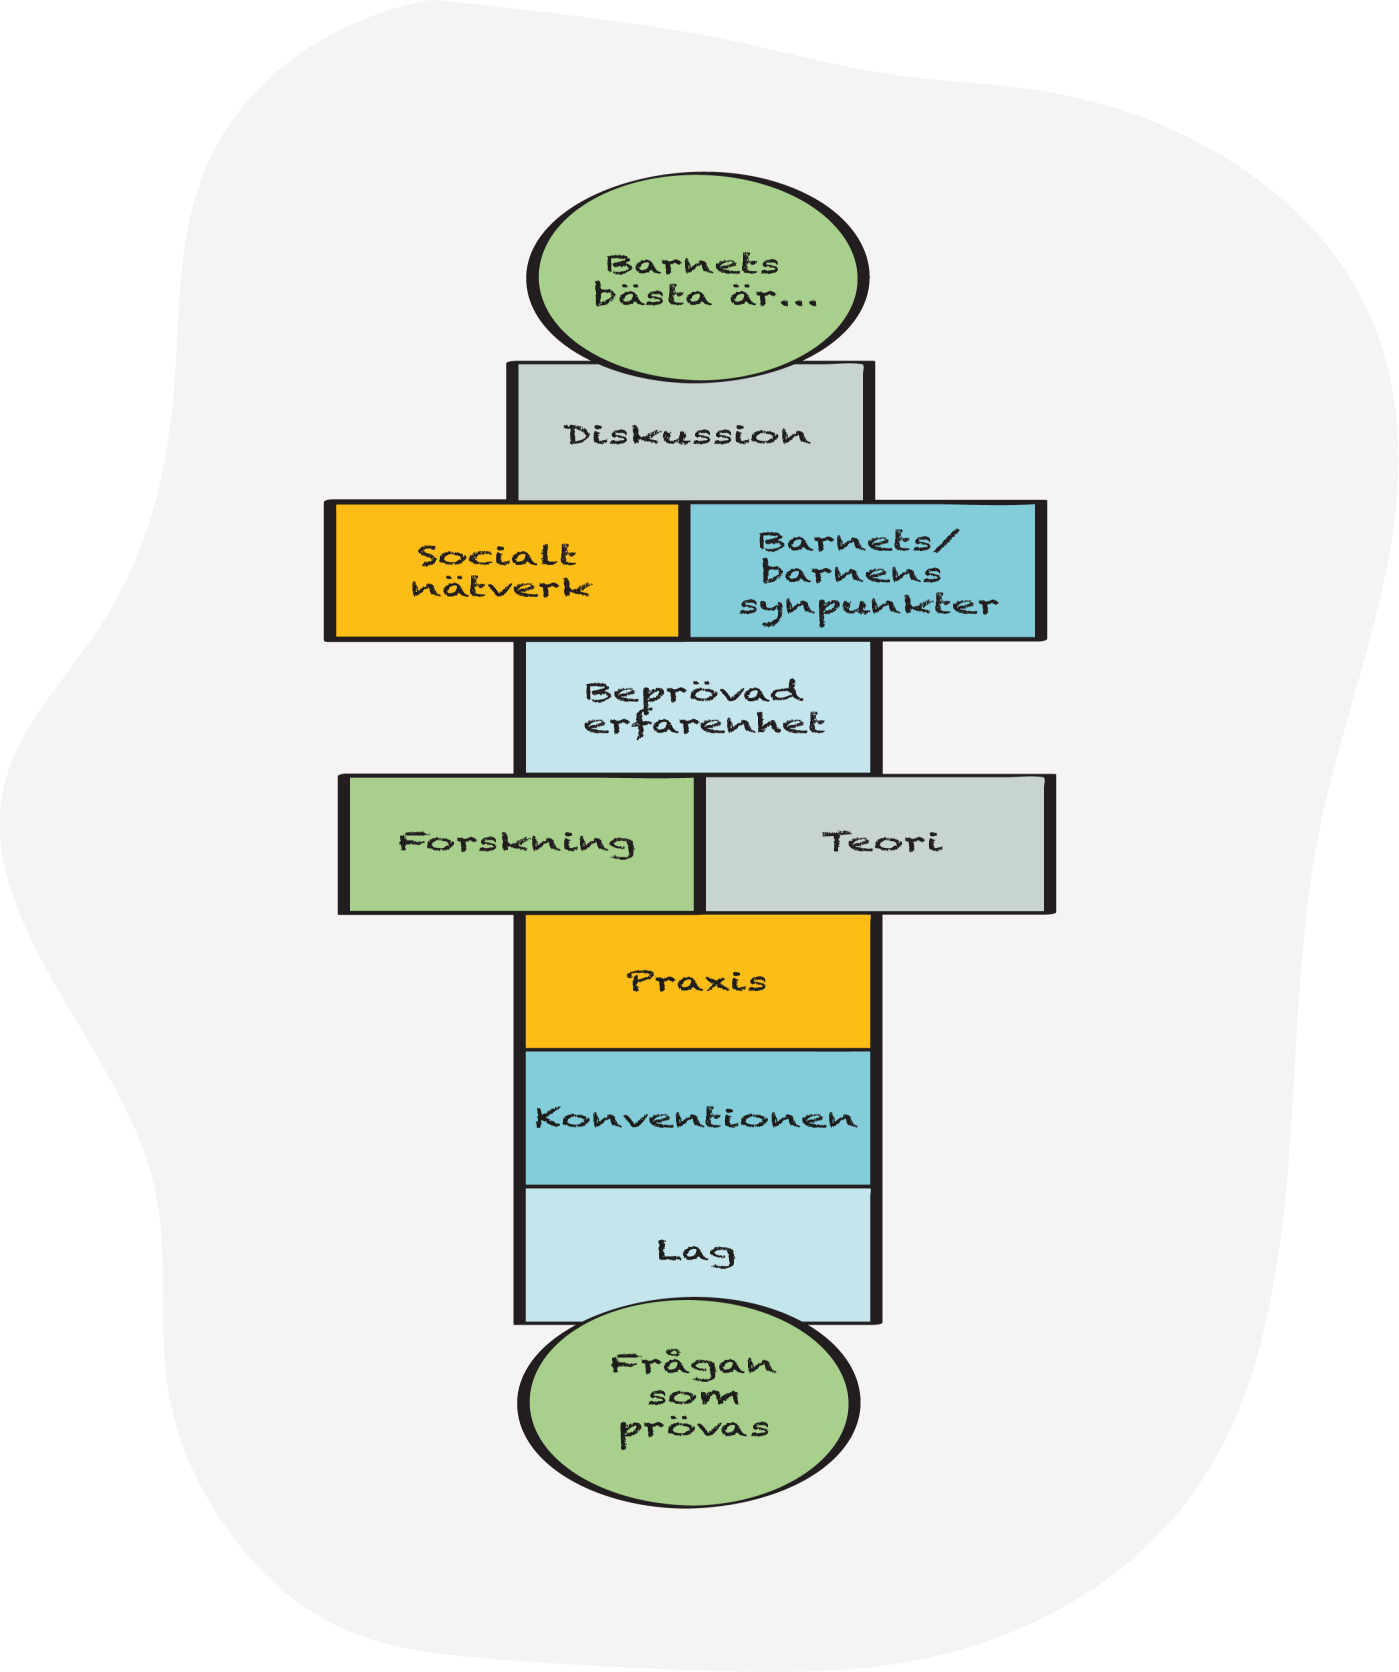 Barnets
bästa är...
Diskussion
Socialt
nätverk
Barnets/
barnens
synpunkter
Beprövad
erfarenhet
Forskning
Teori
Praxis
Konventionen
Lag
Frågan
som
prövas